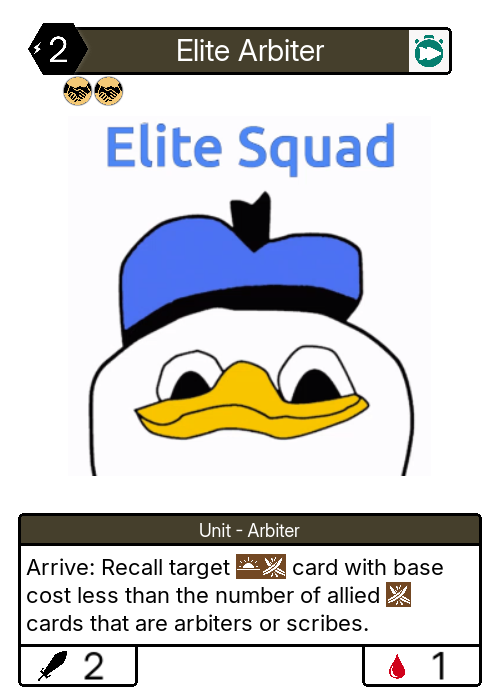 2
Elite Arbiter
Elite Squad
Unit - Arbiter
Arrive: Recall target card with base
cost less than the number of allied
cards that are arbiters or scribes.
2
1